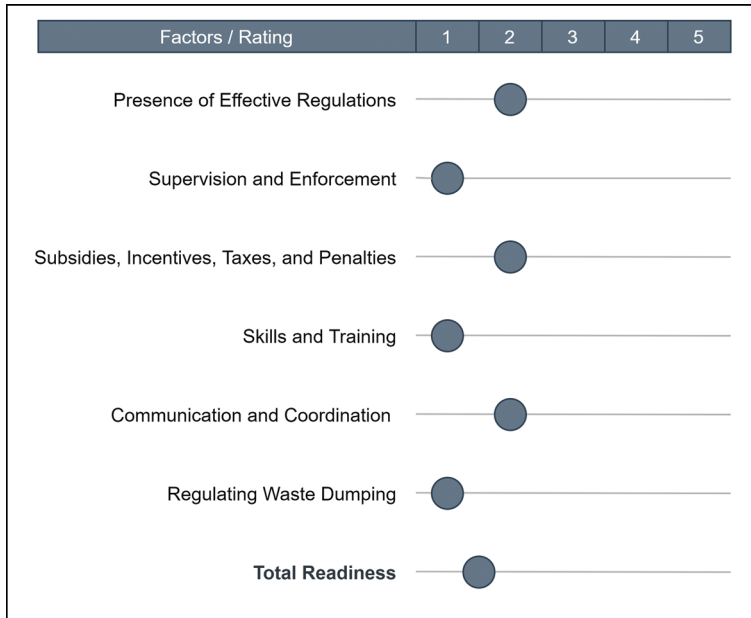 Factors / Rating 1 2 3 4 5
Presence of Effective Regulations
Supervision and Enforcement
Subsidies, Incentives, Taxes, and Penalties
Skills and Training
Communication and Coordination
Regulating Waste Dumping
Total Readiness